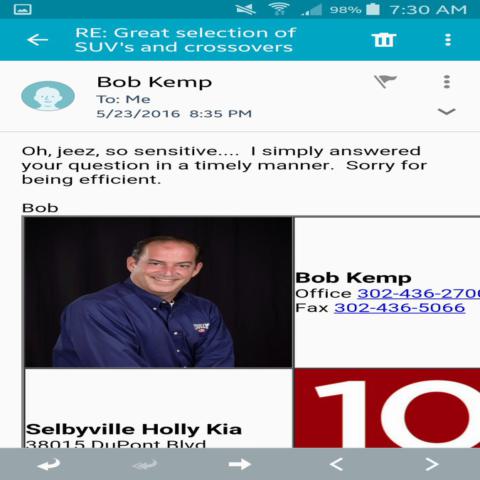 98% 7:30 AM
RE: Great selection of
SUV's and crossovers
Bob Kemp
To: Me
5/23/2016 8:35 PM
Oh, jeez, so sensitive.... I simply answered
your question in a timely manner. Sorry for
being efficient.
Bob
Bob Kemp
Office 302-436-270
Fax 302-436-5066
Selbyville Holly Kia
38015 DuPont Blvd
10